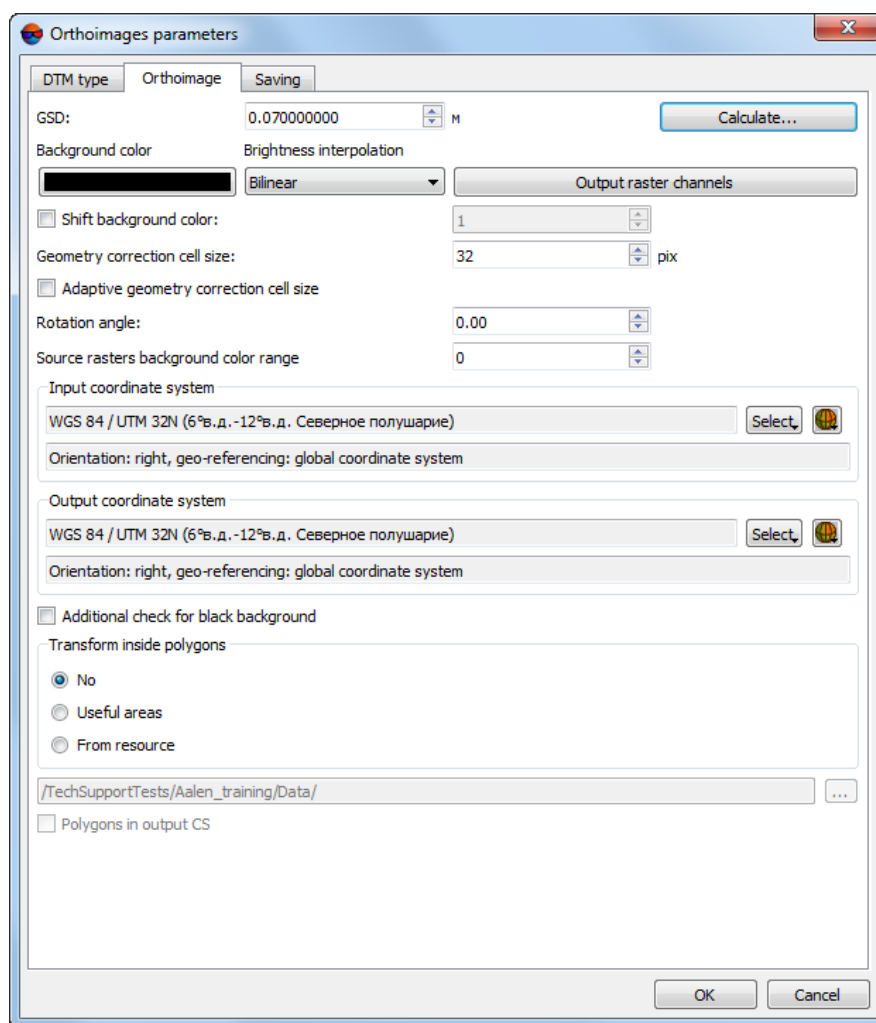 Orthoimages parameters
x
DTM type Orthoimage Saving
GSD: 0.070000000 м Calculate...
Background color Brightness interpolation
Bilinear Output raster channels
Shift background color: 1
Geometry correction cell size: 32 pix
Adaptive geometry correction cell size
Rotation angle: 0.00
Source rasters background color range 0
Input coordinate system
WGS 84 / UTM 32N (6°в.д.-12°в.д. Северное полушарие) Select
Orientation: right, geo-referencing: global coordinate system
Output coordinate system
WGS 84 / UTM 32N (6°в.д.-12°в.д. Северное полушарие) Select
Orientation: right, geo-referencing: global coordinate system
Additional check for black background
Transform inside polygons
No
Useful areas
From resource
/TechSupportTests/Aalen_training/Data/ ...
Polygons in output CS
OK Cancel